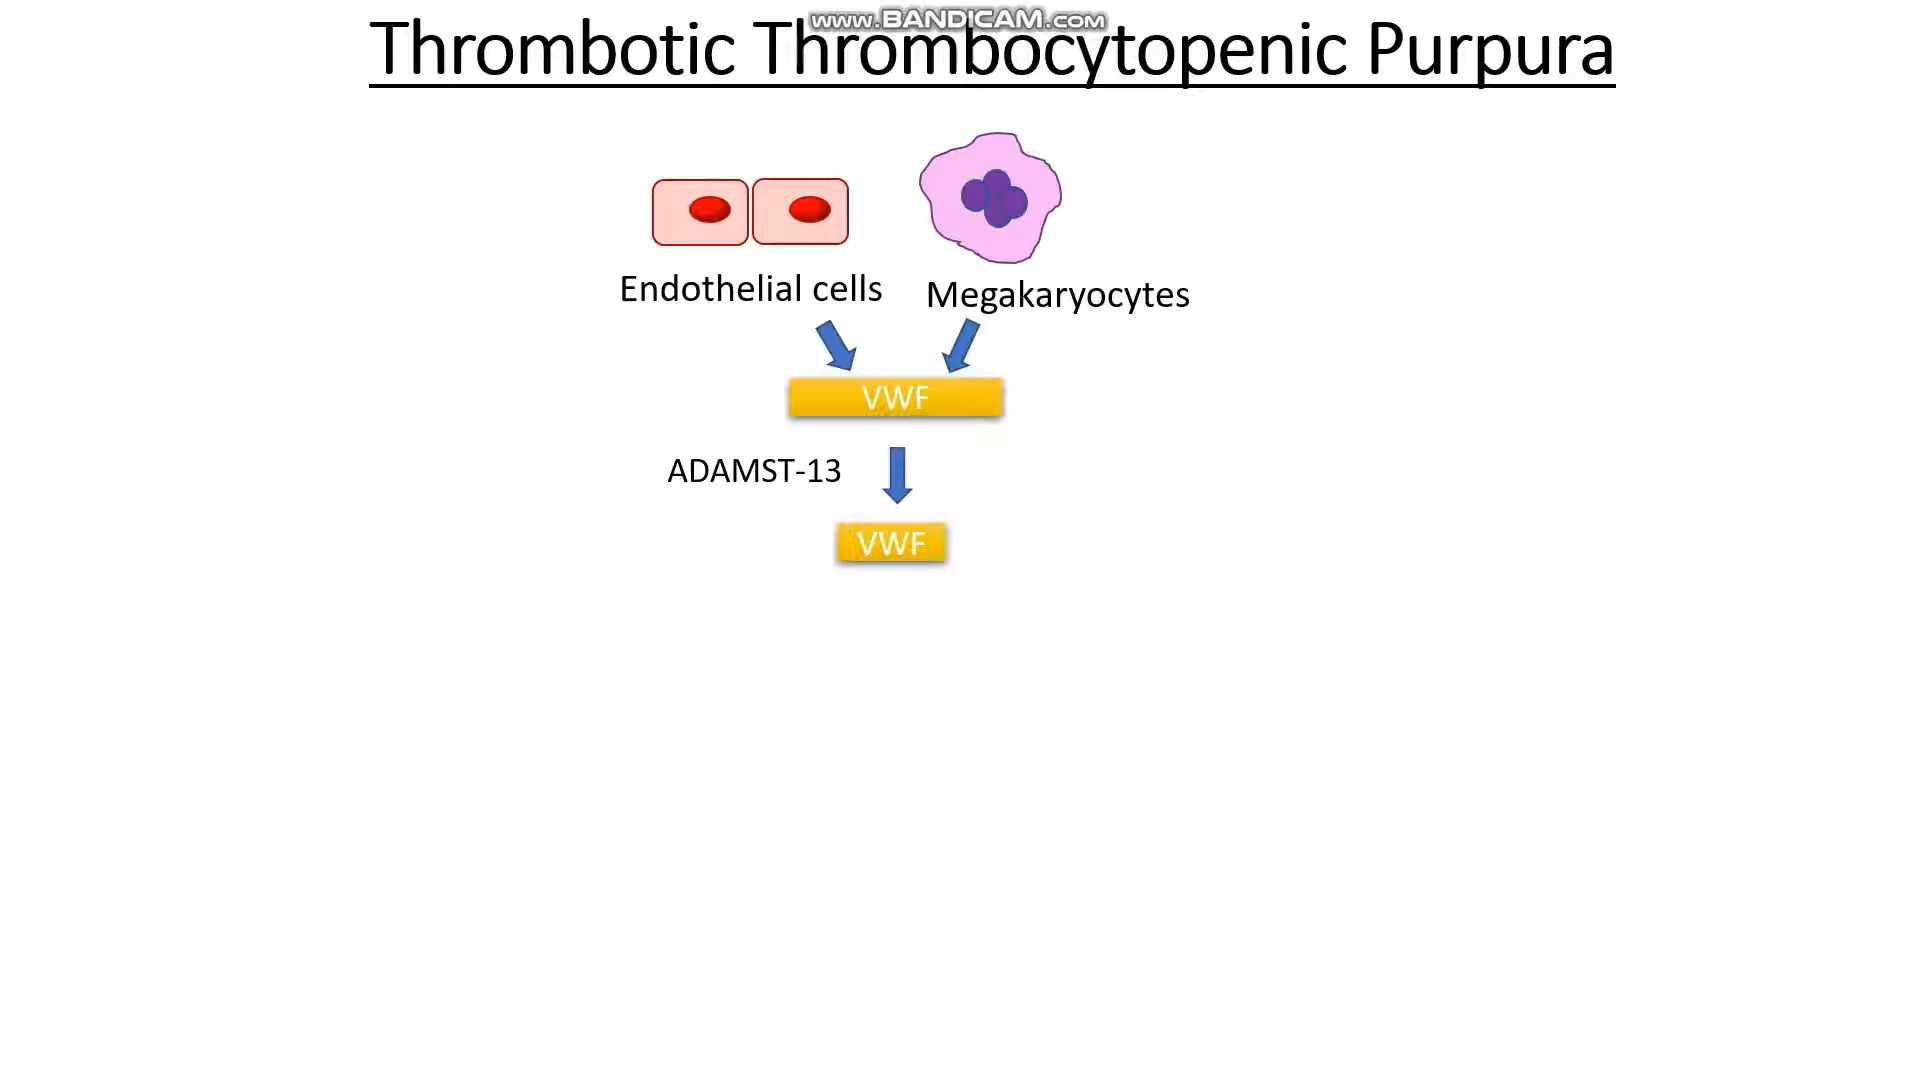 www.BANDICAM.com
Thrombotic Thrombocytopenic Purpura
Endothelial cells
Megakaryocytes
VWF
ADAMST-13
VWF